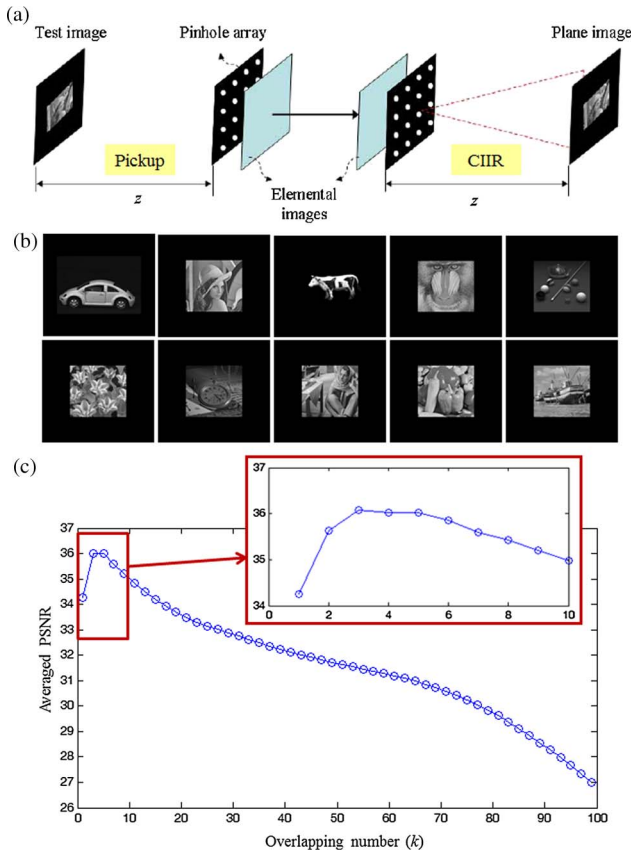 (a)
Test image
Pinhole array
Plane image
Pickup
CIIR
z
Elemental
images
z
(b)
(c)
37
36
35
34
0 2 4 6 8 10
37
36
35
34
33
32
31
30
29
28
27
26
0 10 20 30 40 50 60 70 80 90 100
Averaged PSNR
Overlapping number (k)